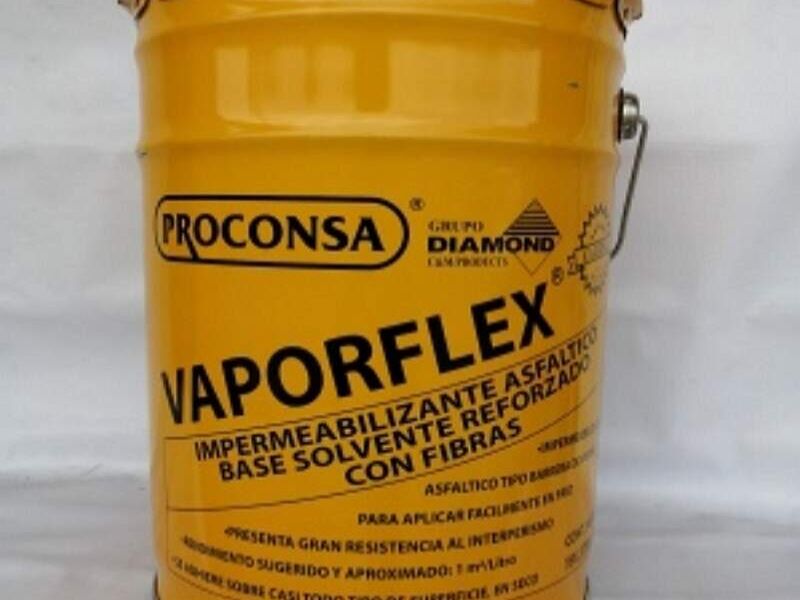 PROCONSA®
GRUPO
DIAMOND
C&M PRODUCTS
VAPORFLEX®
IMPERMEABILIZANTE ASFALTICO
BASE SOLVENTE REFORZADO
CON FIBRAS
ASFALTICO TIPO BARRERA DE
PARA APLICAR FACILMENTE EN FRIO
•PRESENTA GRAN RESISTENCIA AL INTERPERISMO
•RENDIMIENTO SUGERIDO Y APROXIMADO: 1 m²/Litro
•SE ADHIERE SOBRE CASI TODO TIPO DE SUPERFICIE, EN SECO